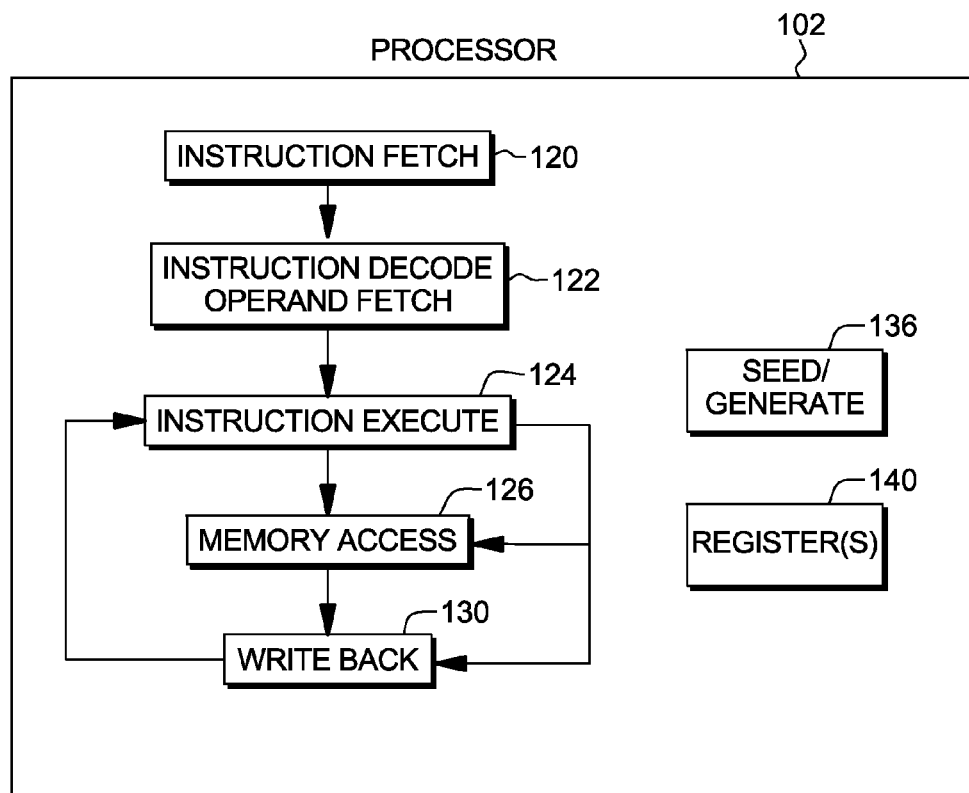 102
PROCESSOR
INSTRUCTION FETCH
120
INSTRUCTION DECODE
OPERAND FETCH
122
136
SEED/
GENERATE
124
INSTRUCTION EXECUTE
126
MEMORY ACCESS
140
REGISTER(S)
130
WRITE BACK